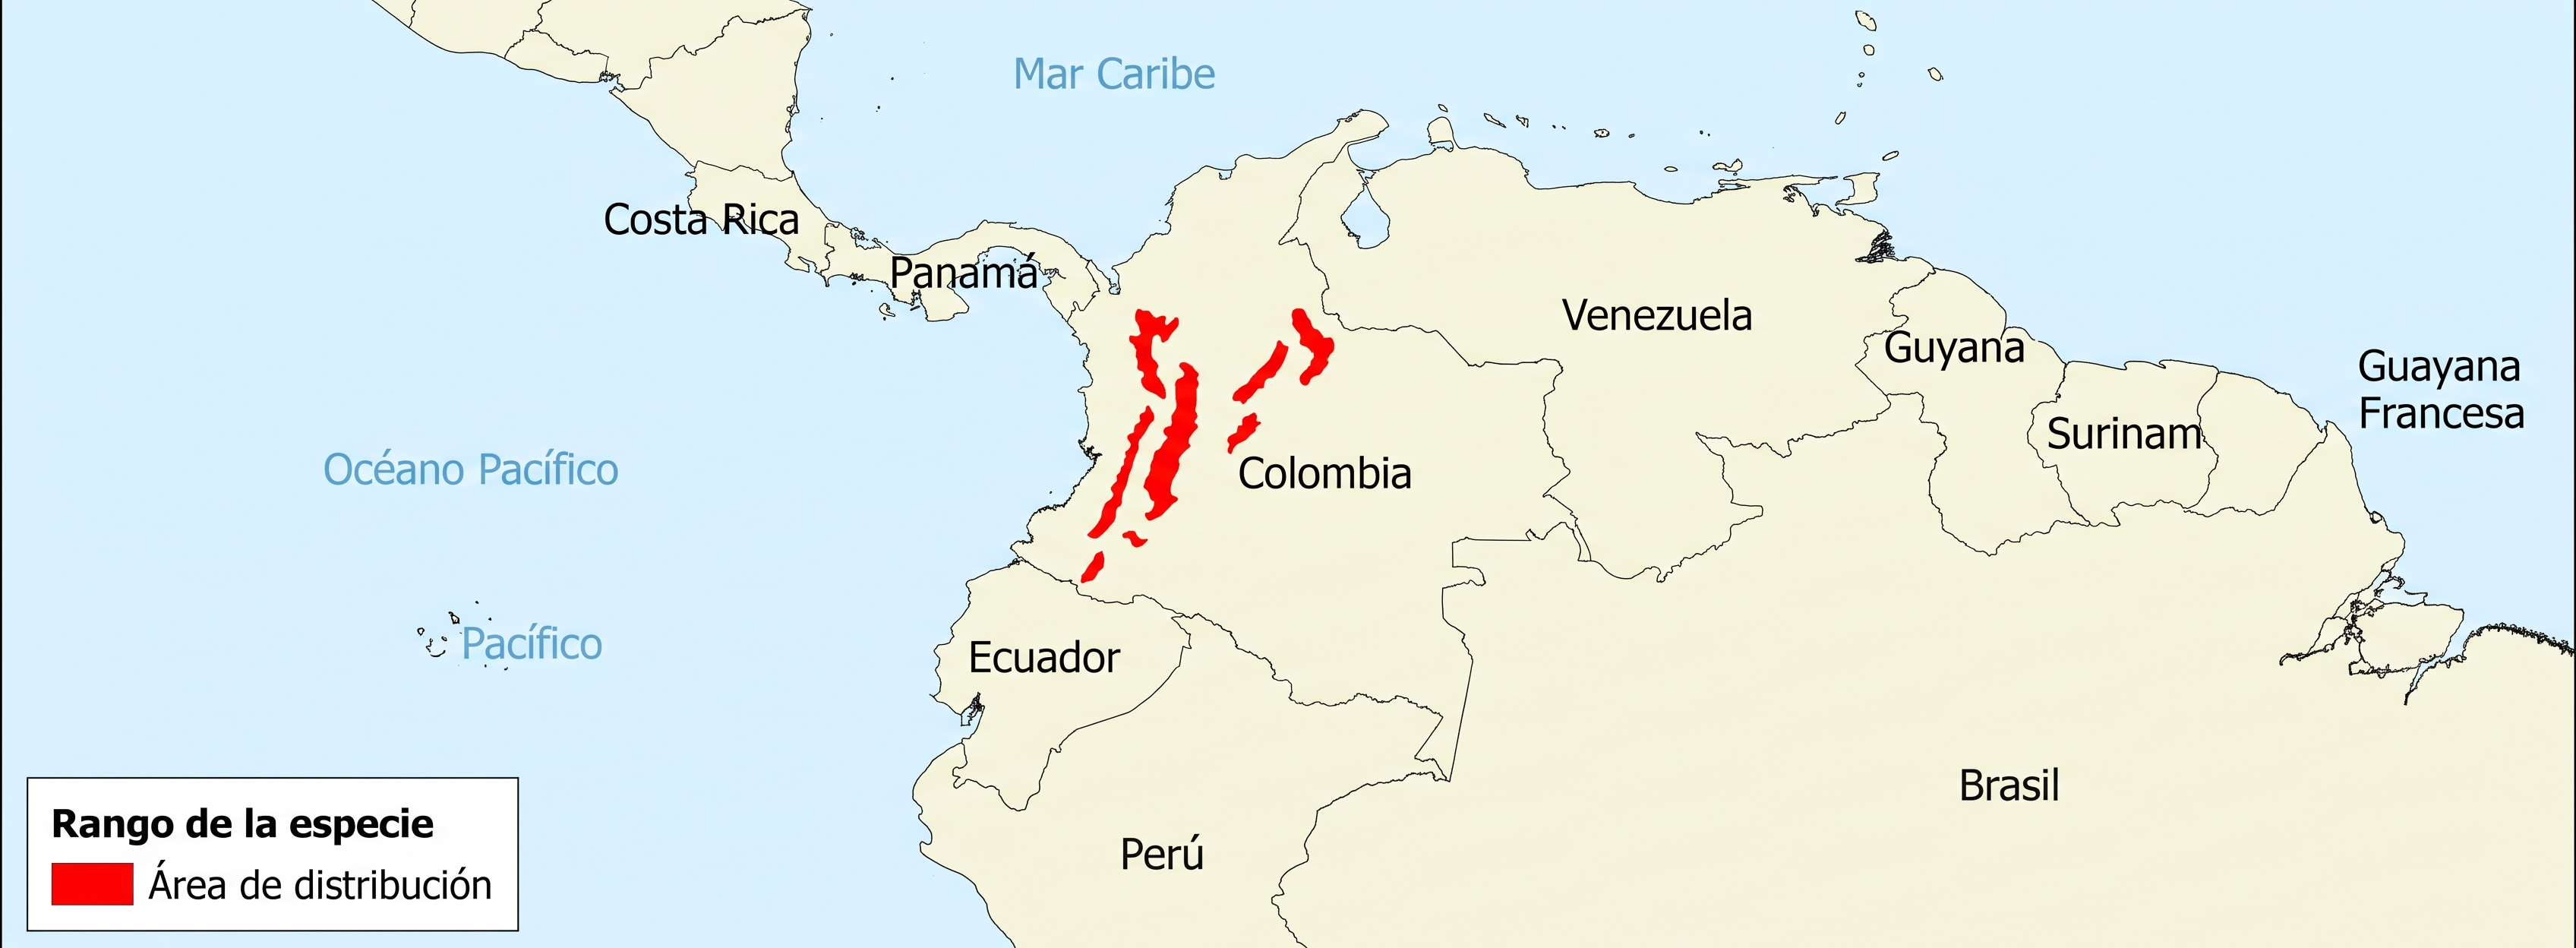 Mar Caribe
Costa Rica
Panamá
Venezuela
Guyana
Guayana
Francesa
Surinam
Océano Pacífico
Colombia
Pacífico
Ecuador
Brasil
Perú
Rango de la especie
Área de distribución